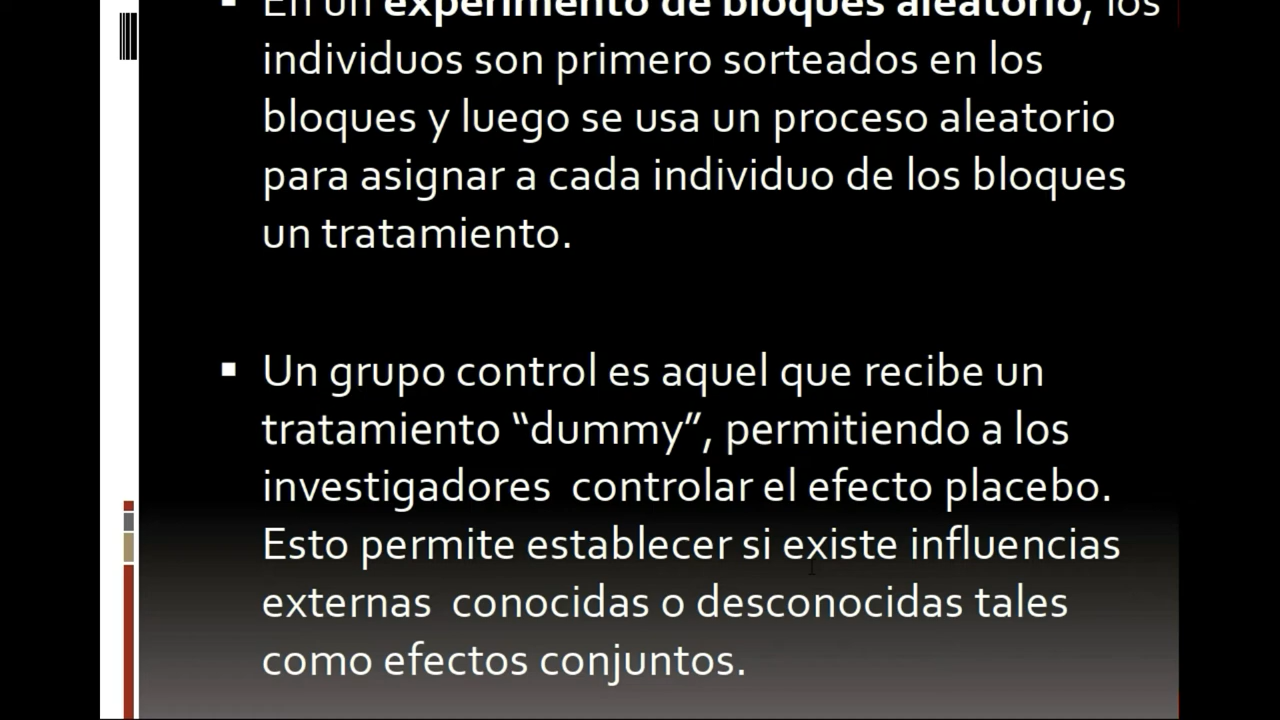 En un experimento de bloques aleatorio, los
individuos son primero sorteados en los
bloques y luego se usa un proceso aleatorio
para asignar a cada individuo de los bloques
un tratamiento.
Un grupo control es aquel que recibe un
tratamiento “dummy”, permitiendo a los
investigadores  controlar el efecto placebo.
Esto permite establecer si existe influencias
externas  conocidas o desconocidas tales
como efectos conjuntos.